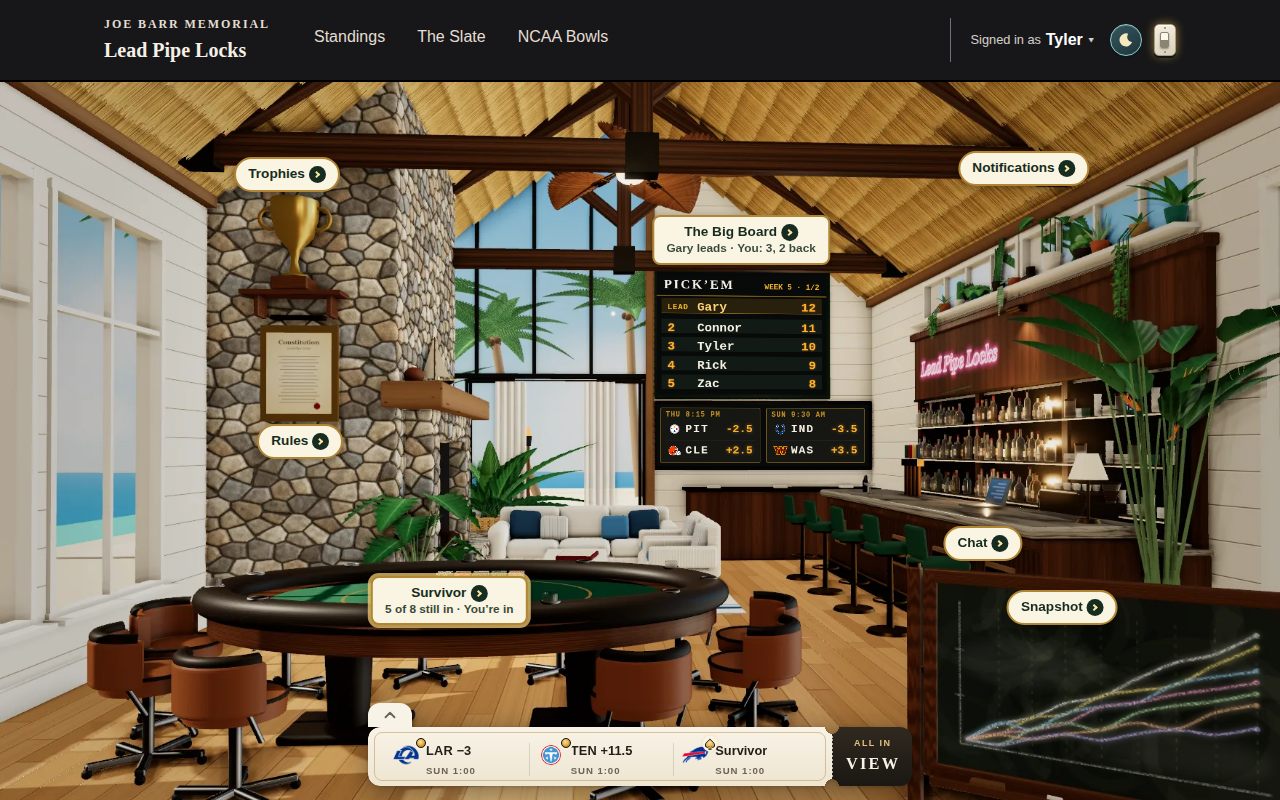 JOE BARR MEMORIAL
Lead Pipe Locks
Standings
The Slate
NCAA Bowls
Signed in as Tyler
Trophies
Notifications
The Big Board
Gary leads · You: 3, 2 back
PICK'EM WEEK 5 · 1/2
LEAD Gary 12
2 Connor 11
3 Tyler 10
4 Rick 9
5 Zac 8
THU 8:15 PM
PIT -2.5
CLE +2.5
SUN 9:30 AM
IND -3.5
WAS +3.5
Constitution
Rules
Lead Pipe Locks
Chat
Survivor
5 of 8 still in · You're in
Snapshot
LAR −3
SUN 1:00
TEN +11.5
SUN 1:00
Survivor
SUN 1:00
ALL IN
VIEW